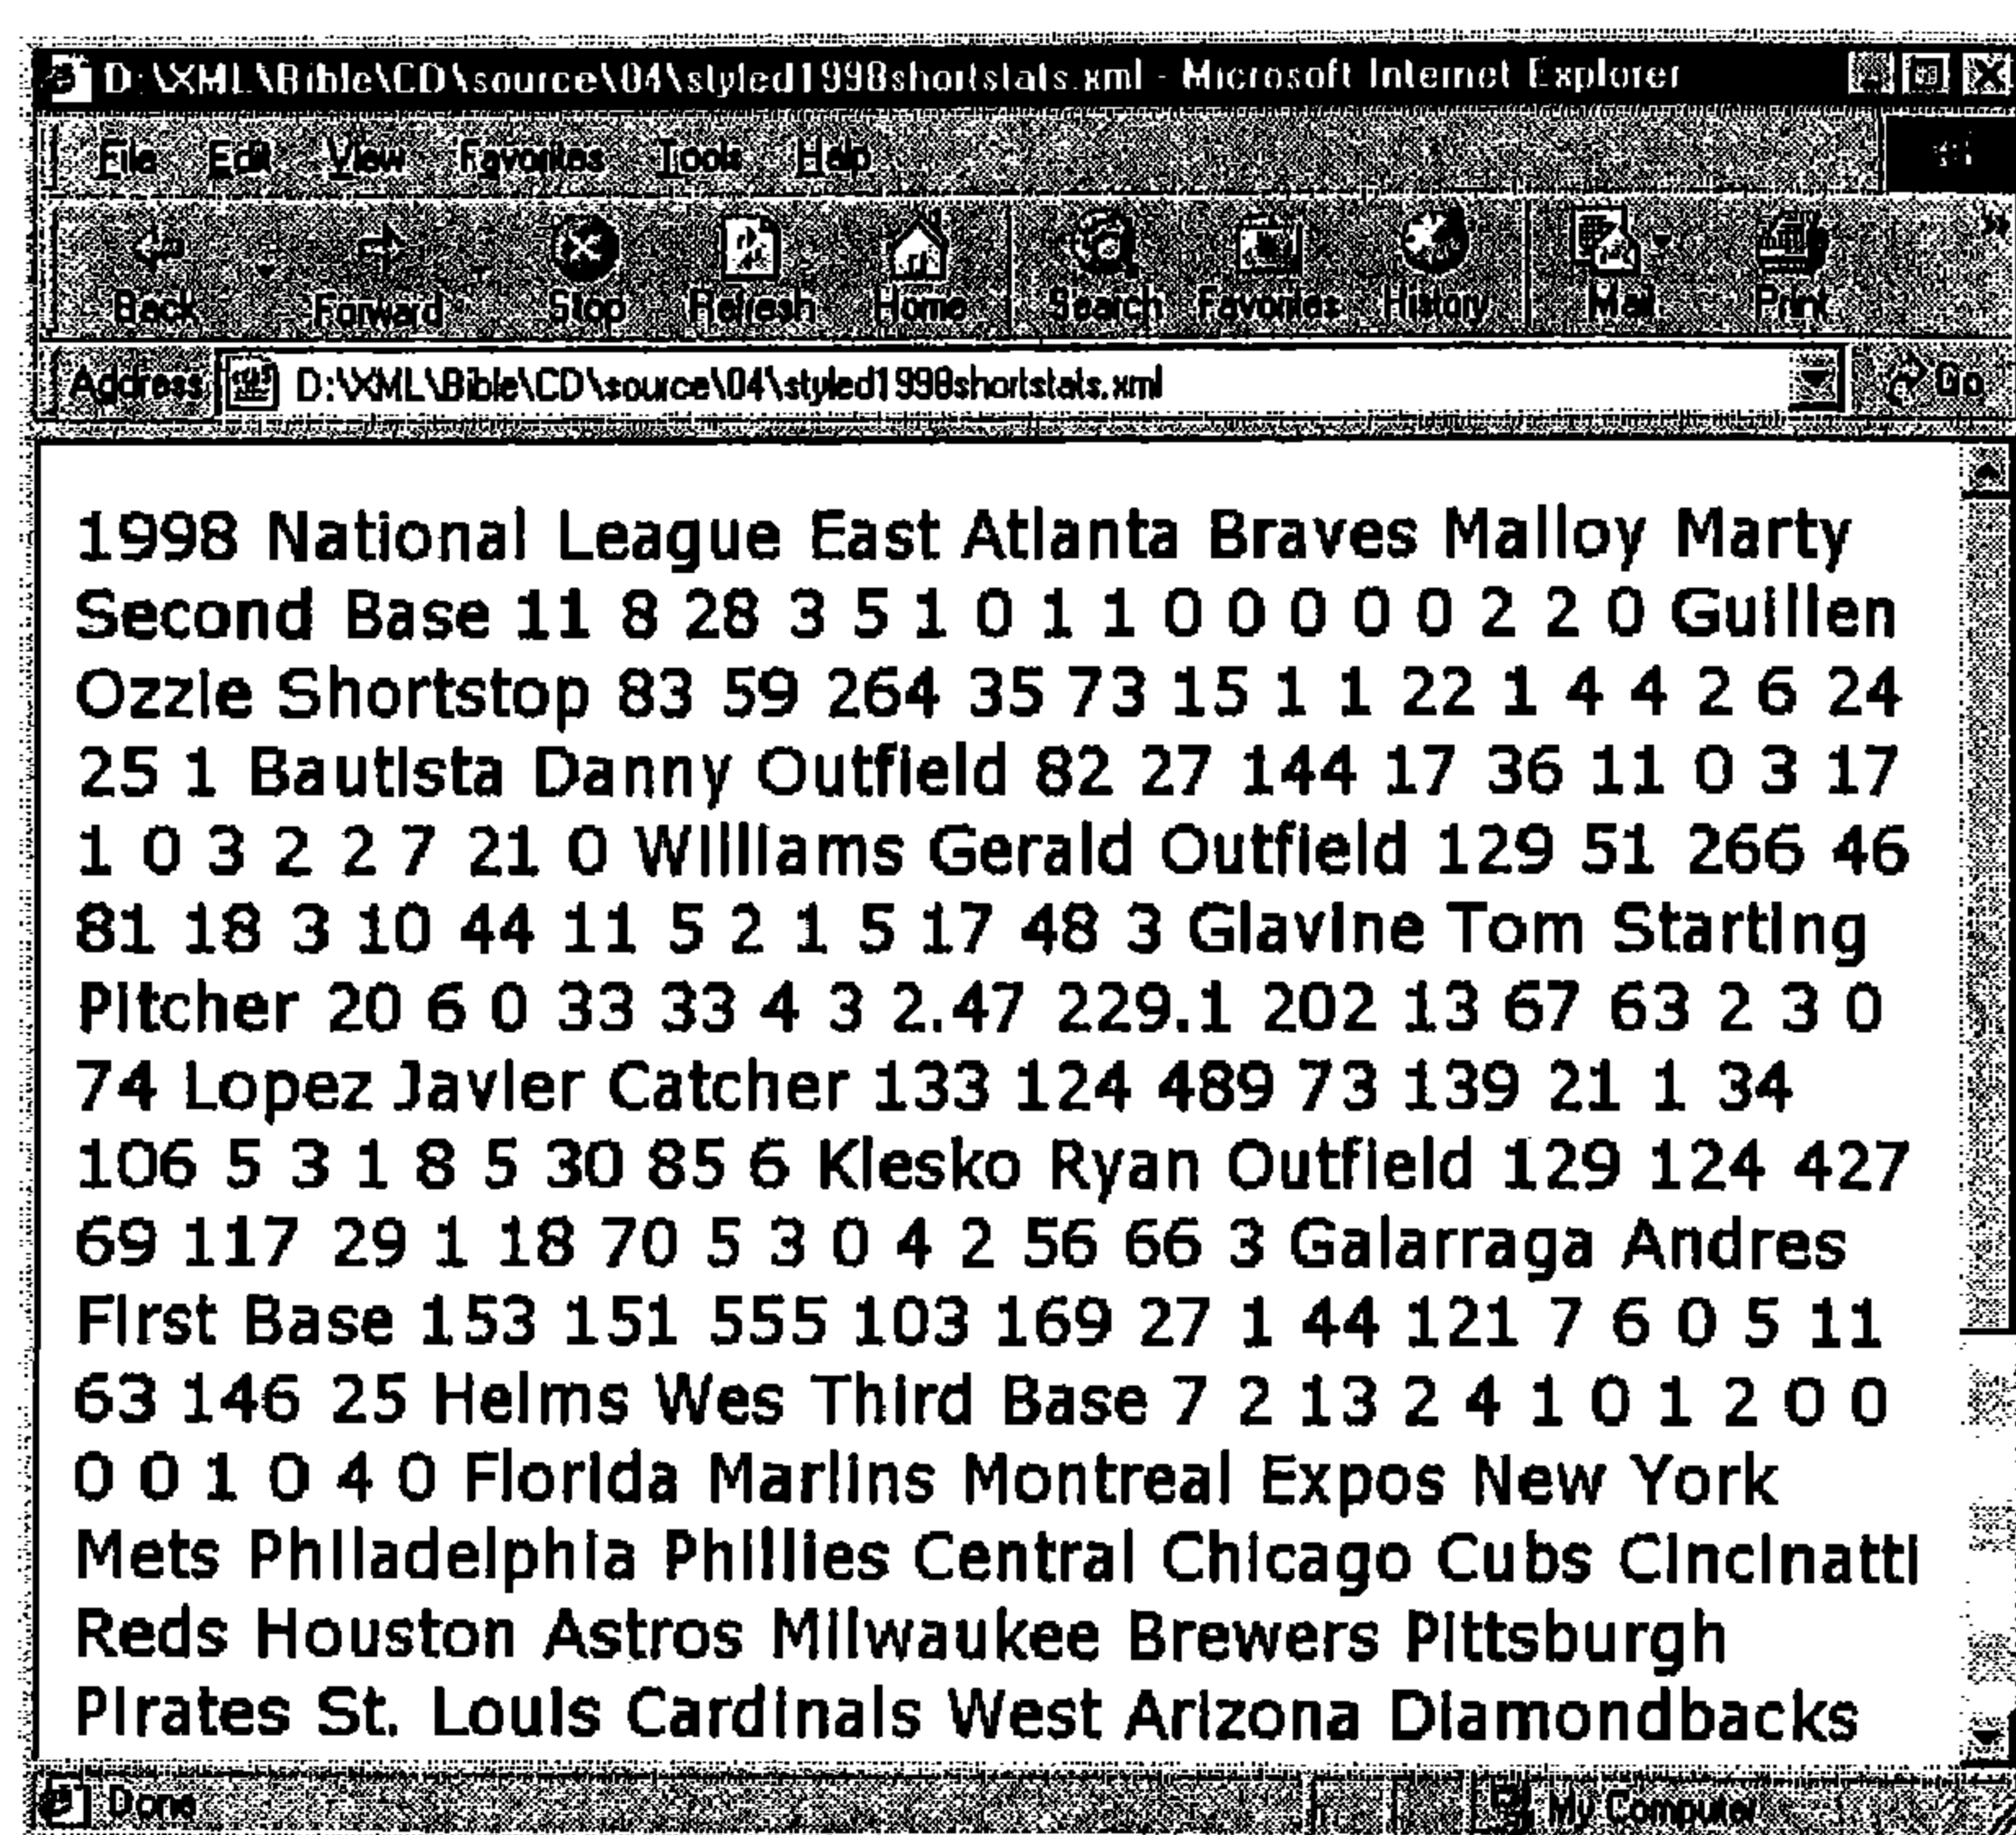 D:\XML\Bible\CD\source\04\styled1998shortstats.xml - Microsoft Internet Explorer
File Edit View Favorites Tools Help
Back Forward Stop Refresh Home Search Favorites History Mail Print
Address D:\XML\Bible\CD\source\04\styled1998shortstats.xml Go
1998 National League East Atlanta Braves Malloy Marty
Second Base 11 8 28 3 5 1 0 1 1 0 0 0 0 0 2 2 0 Guillen
Ozzie Shortstop 83 59 264 35 73 15 1 1 22 1 4 4 2 6 24
25 1 Bautista Danny Outfield 82 27 144 17 36 11 0 3 17
1 0 3 2 2 7 21 0 Williams Gerald Outfield 129 51 266 46
81 18 3 10 44 11 5 2 1 5 17 48 3 Glavine Tom Starting
Pitcher 20 6 0 33 33 4 3 2.47 229.1 202 13 67 63 2 3 0
74 Lopez Javier Catcher 133 124 489 73 139 21 1 34
106 5 3 1 8 5 30 85 6 Klesko Ryan Outfield 129 124 427
69 117 29 1 18 70 5 3 0 4 2 56 66 3 Galarraga Andres
First Base 153 151 555 103 169 27 1 44 121 7 6 0 5 11
63 146 25 Helms Wes Third Base 7 2 13 2 4 1 0 1 2 0 0
0 0 1 0 4 0 Florida Marlins Montreal Expos New York
Mets Philadelphia Phillies Central Chicago Cubs Cincinatti
Reds Houston Astros Milwaukee Brewers Pittsburgh
Pirates St. Louis Cardinals West Arizona Diamondbacks
Done My Computer